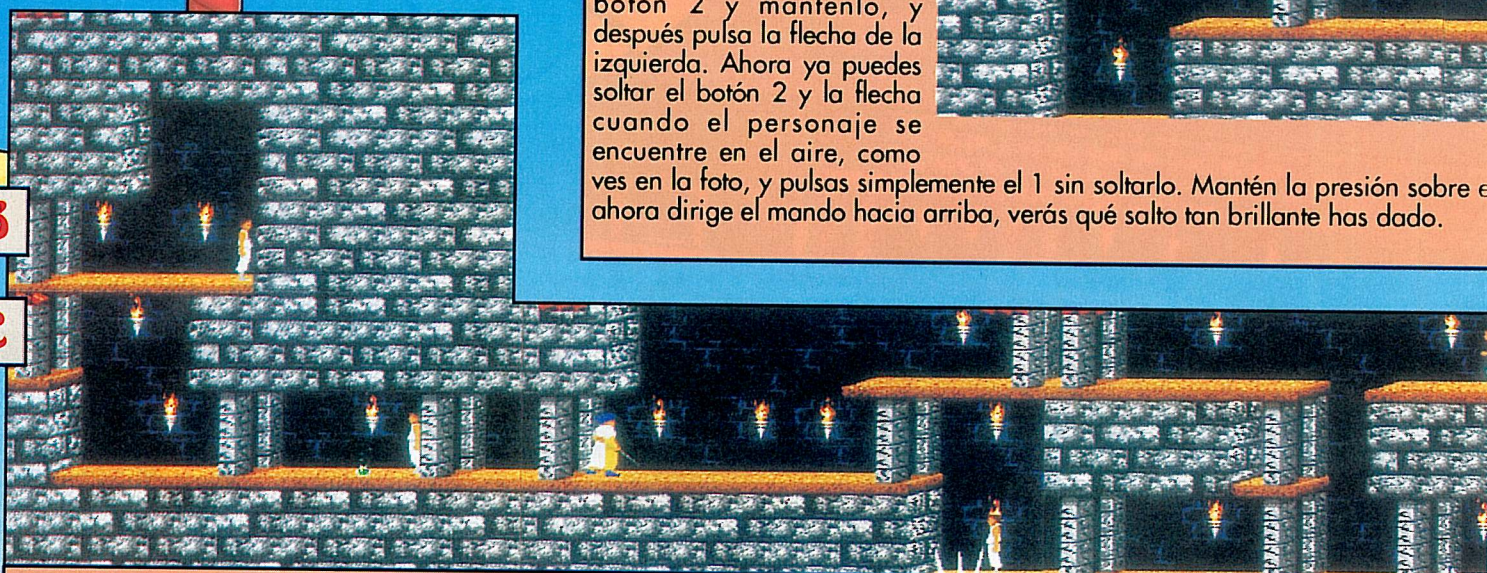 botón 2 y mantenlo, y
después pulsa la flecha de la
izquierda. Ahora ya puedes
soltar el botón 2 y la flecha
cuando el personaje se
encuentre en el aire, como
ves en la foto, y pulsas simplemente el 1 sin soltarlo. Mantén la presión sobre
ahora dirige el mando hacia arriba, verás qué salto tan brillante has dado.